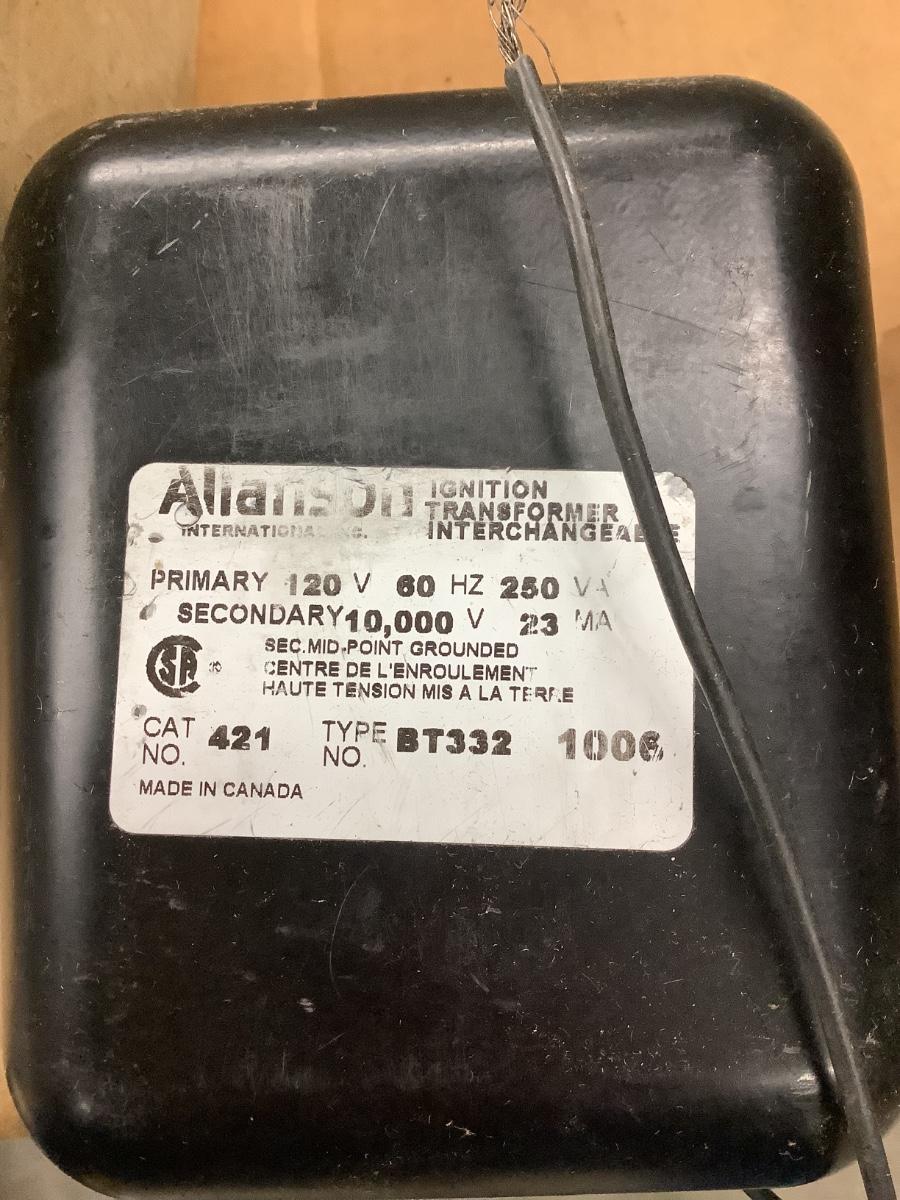 Allanson
INTERNATIONAL INC.
IGNITION
TRANSFORMER
INTERCHANGEABLE
PRIMARY 120 V 60 HZ 250 VA
SECONDARY 10,000 V 23 MA
SEC.MID-POINT GROUNDED
CENTRE DE L'ENROULEMENT
HAUTE TENSION MIS A LA TERRE
CSA ®
CAT NO. 421 TYPE NO. BT332 1006
MADE IN CANADA